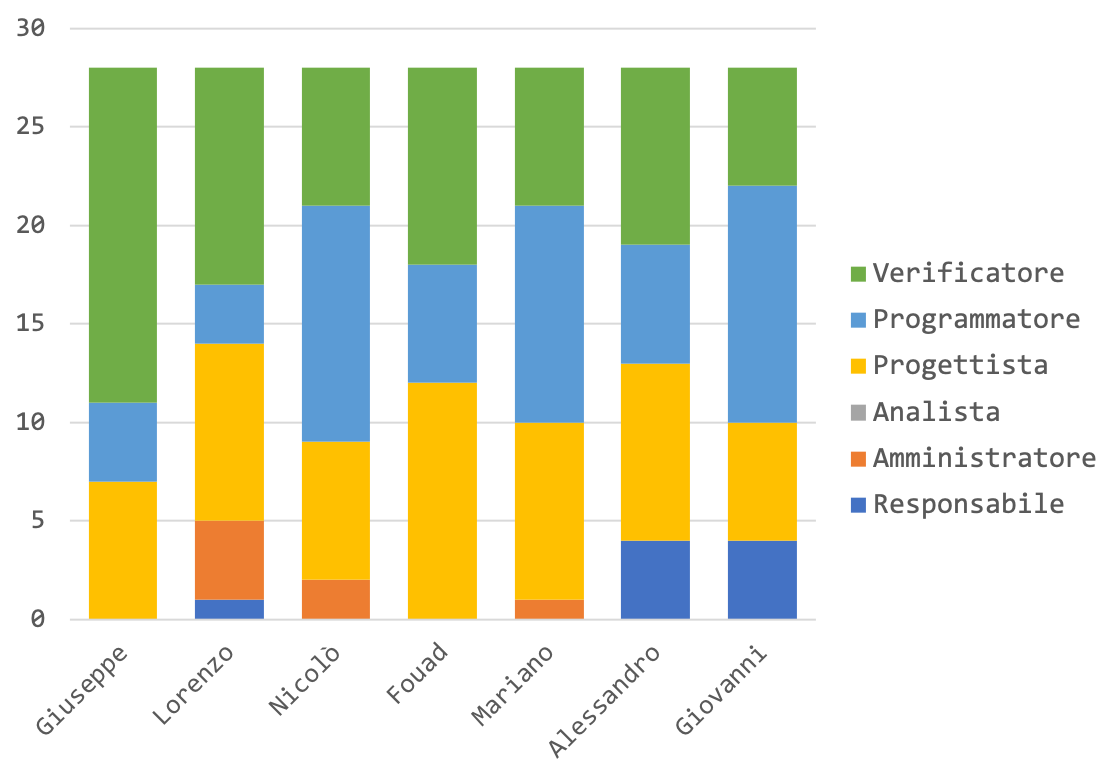 30
25
20
15
10
5
0
Giuseppe
Lorenzo
Nicolò
Fouad
Mariano
Alessandro
Giovanni
Verificatore
Programmatore
Progettista
Analista
Amministratore
Responsabile